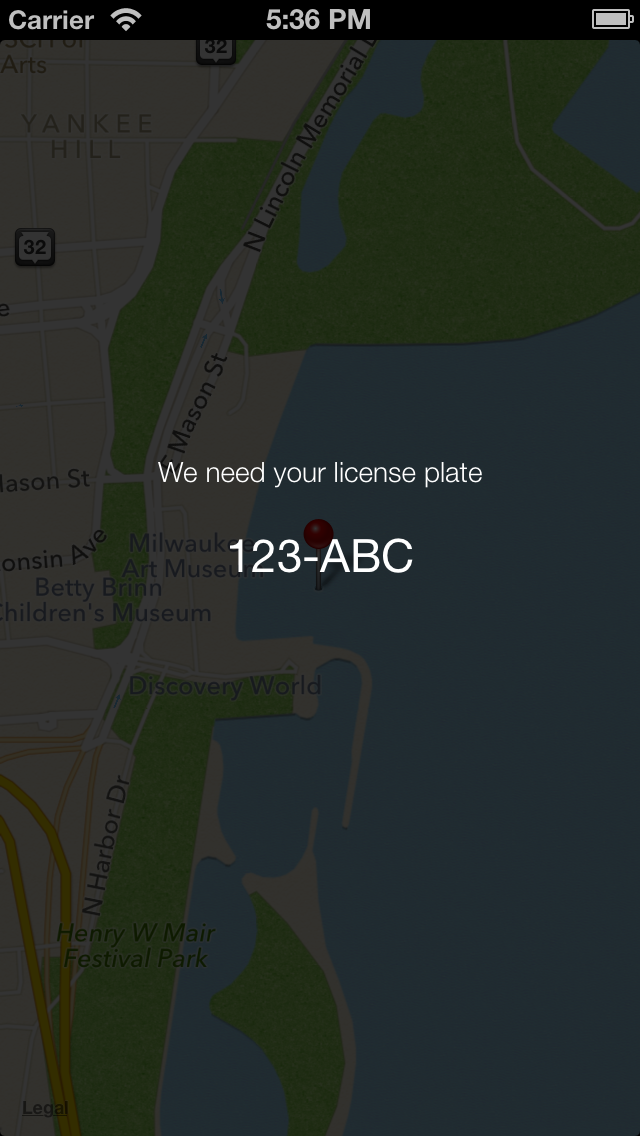 Carrier
5:36 PM
32
Arts
YANKEE
HILL
N Lincoln Memorial
32
E Mason St
Mason St
We need your license plate
123-ABC
Milwaukee
Art Museum
Betty Brinn
Children's Museum
Discovery World
N Harbor Dr
Henry W Mair
Festival Park
Legal